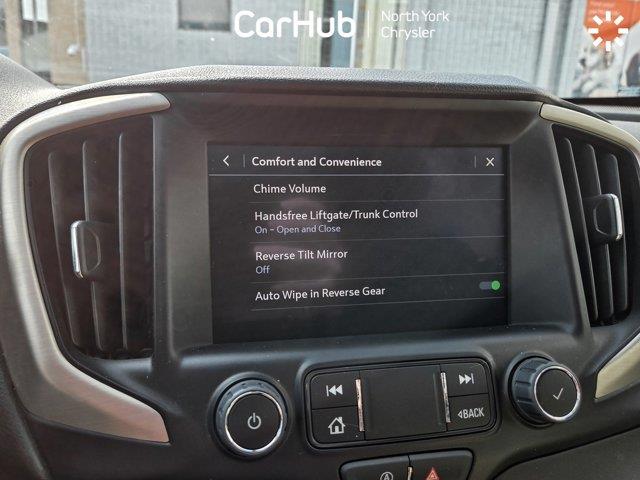 CarHub
North York
Chrysler
Comfort and Convenience
Chime Volume
Handsfree Liftgate/Trunk Control
On - Open and Close
Reverse Tilt Mirror
Off
Auto Wipe in Reverse Gear
BACK
A